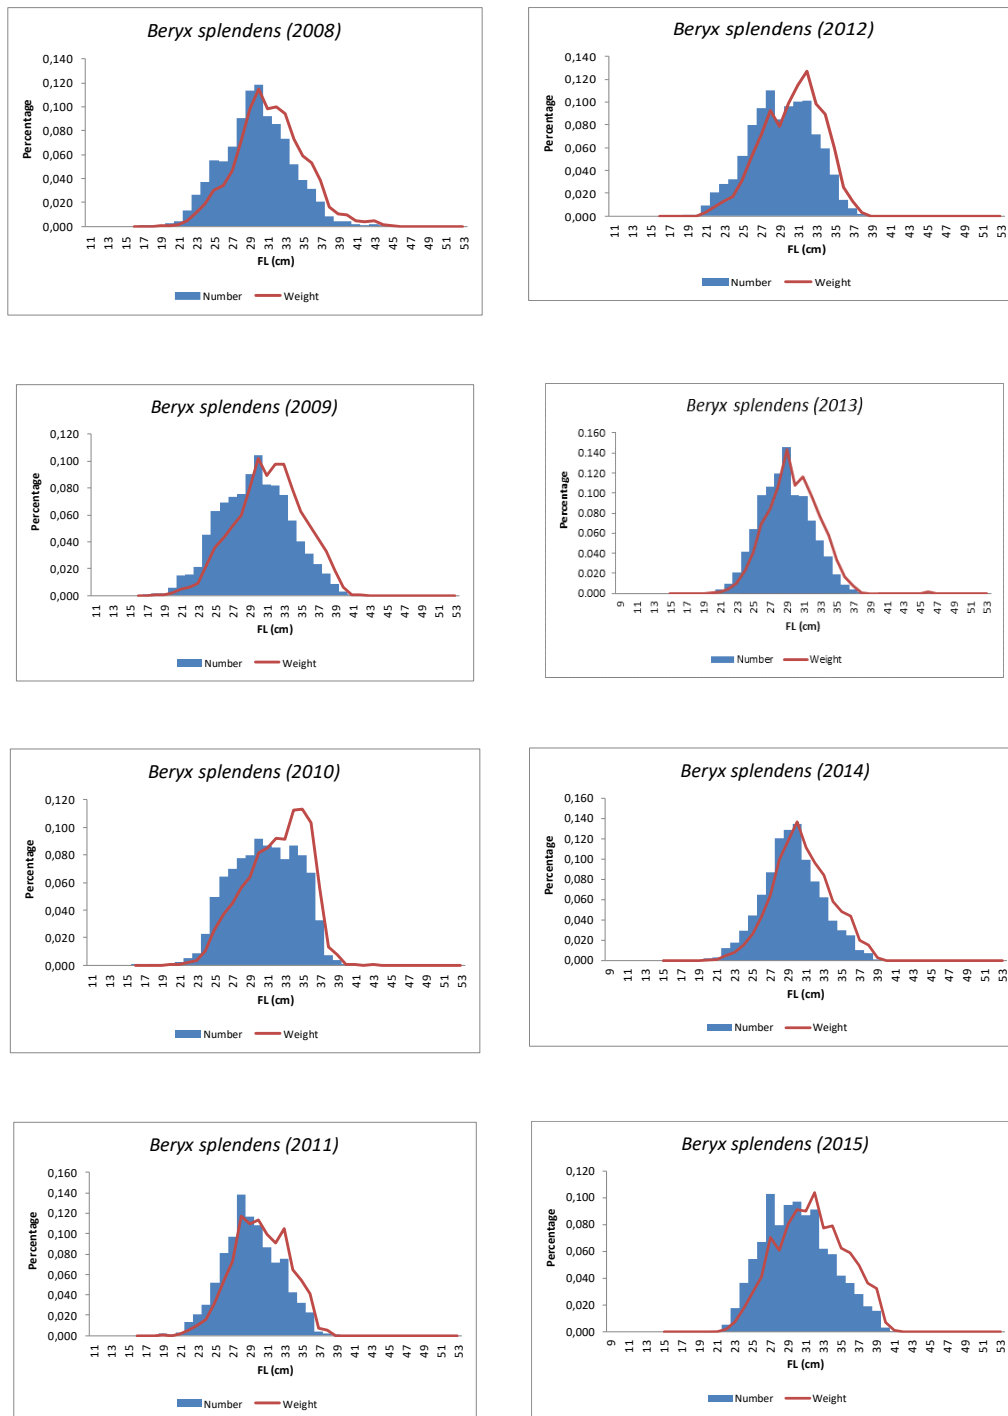 Beryx splendens (2008)
0,140
0,120
0,100
0,080
0,060
0,040
0,020
0,000
Percentage
11 13 15 17 19 21 23 25 27 29 31 33 35 37 39 41 43 45 47 49 51 53
FL (cm)
Number Weight
Beryx splendens (2012)
0,140
0,120
0,100
0,080
0,060
0,040
0,020
0,000
Percentage
11 13 15 17 19 21 23 25 27 29 31 33 35 37 39 41 43 45 47 49 51 53
FL (cm)
Number Weight
Beryx splendens (2009)
0,120
0,100
0,080
0,060
0,040
0,020
0,000
Percentage
11 13 15 17 19 21 23 25 27 29 31 33 35 37 39 41 43 45 47 49 51 53
FL (cm)
Number Weight
Beryx splendens (2013)
0.160
0.140
0.120
0.100
0.080
0.060
0.040
0.020
0.000
Percentage
9 11 13 15 17 19 21 23 25 27 29 31 33 35 37 39 41 43 45 47 49 51 53
FL (cm)
Number Weight
Beryx splendens (2010)
0,120
0,100
0,080
0,060
0,040
0,020
0,000
Percentage
11 13 15 17 19 21 23 25 27 29 31 33 35 37 39 41 43 45 47 49 51 53
FL (cm)
Number Weight
Beryx splendens (2014)
0,160
0,140
0,120
0,100
0,080
0,060
0,040
0,020
0,000
Percentage
9 11 13 15 17 19 21 23 25 27 29 31 33 35 37 39 41 43 45 47 49 51 53
FL (cm)
Number Weight
Beryx splendens (2011)
0,160
0,140
0,120
0,100
0,080
0,060
0,040
0,020
0,000
Percentage
11 13 15 17 19 21 23 25 27 29 31 33 35 37 39 41 43 45 47 49 51 53
FL (cm)
Number Weight
Beryx splendens (2015)
0,120
0,100
0,080
0,060
0,040
0,020
0,000
Percentage
9 11 13 15 17 19 21 23 25 27 29 31 33 35 37 39 41 43 45 47 49 51 53
FL (cm)
Number Weight